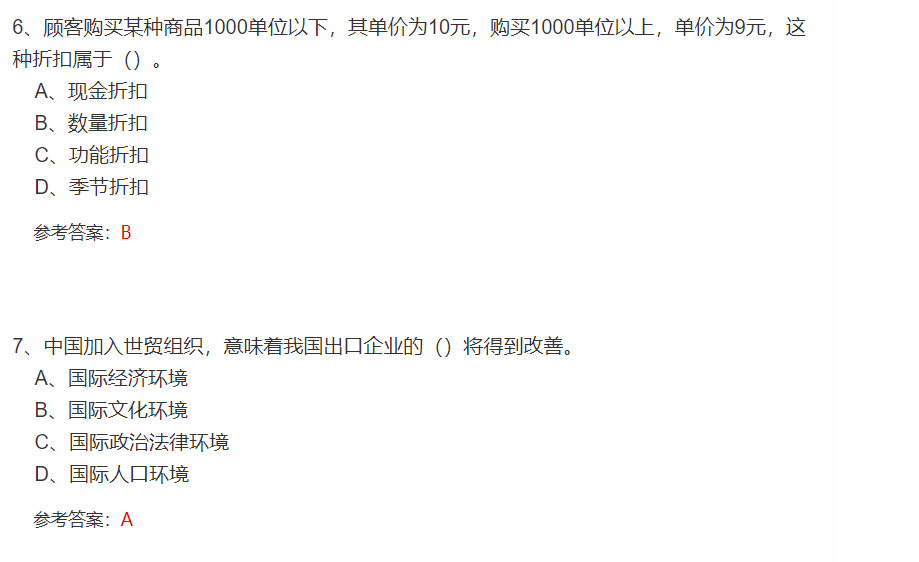 6、顾客购买某种商品1000单位以下，其单价为10元，购买1000单位以上，单价为9元，这
种折扣属于（）。
A、现金折扣
B、数量折扣
C、功能折扣
D、季节折扣
参考答案：B
7、中国加入世贸组织，意味着我国出口企业的（）将得到改善。
A、国际经济环境
B、国际文化环境
C、国际政治法律环境
D、国际人口环境
参考答案：A